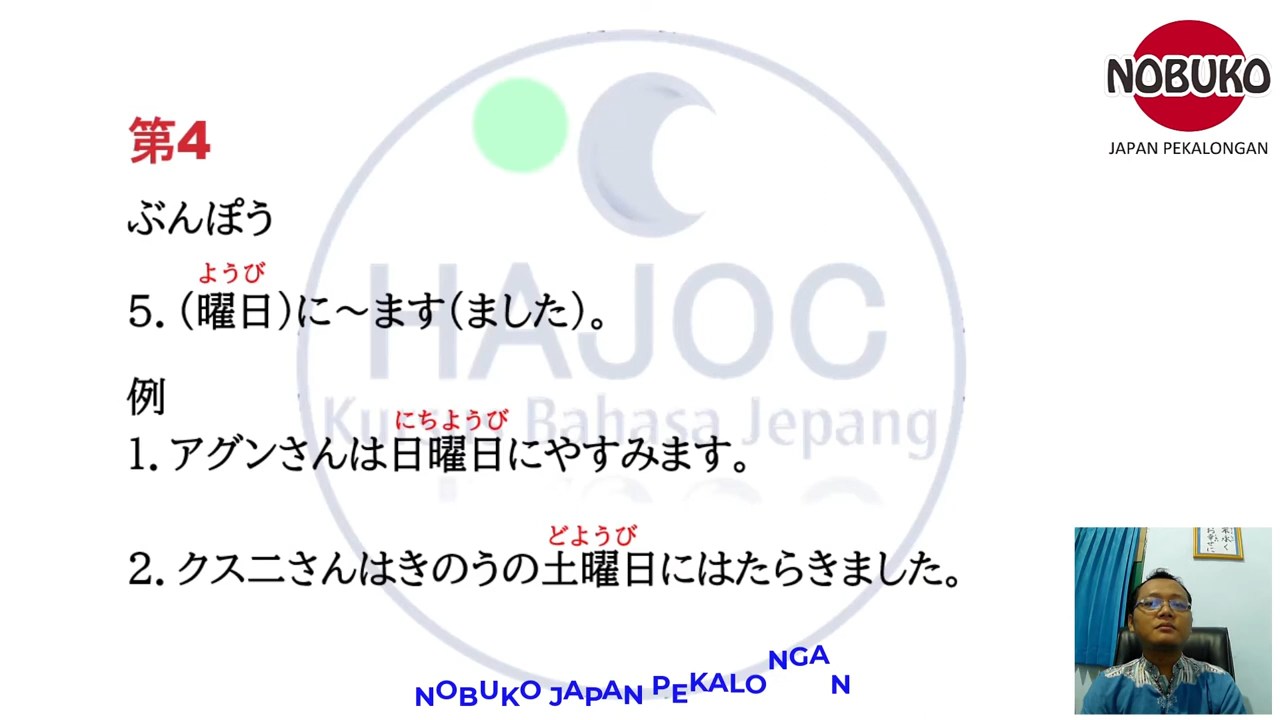 NOBUKO
JAPAN PEKALONGAN
第4
ぶんぽう
ようび
5. (曜日)に～ます(ました)。
例
にちようび
1. アグンさんは日曜日にやすみます。
どようび
2. クスニさんはきのうの土曜日にはたらきました。
HAJOC
Kursus Bahasa Jepang
NOBUKO JAPAN PEKALONGAN